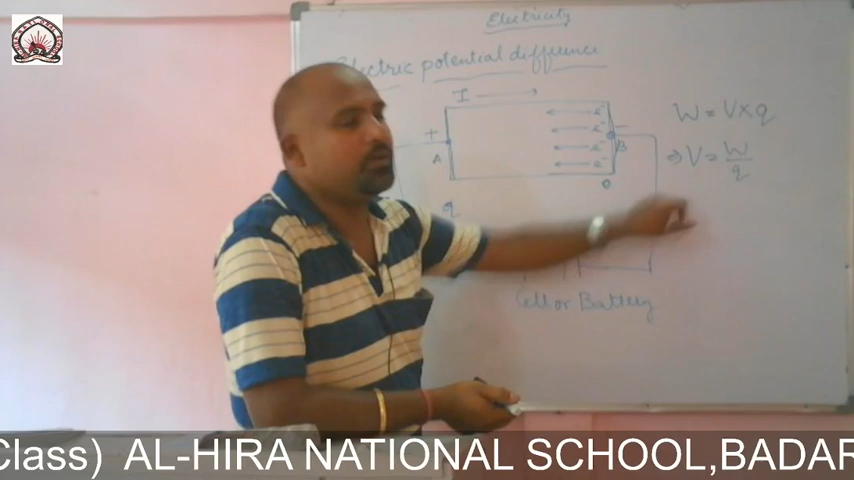 Electricity
Electric potential difference
I
e-
e-
e-
e-
+
-
A
B
W = V x q
⇒ V = W/q
q
Cell or Battery
Class) AL-HIRA NATIONAL SCHOOL,BADAR